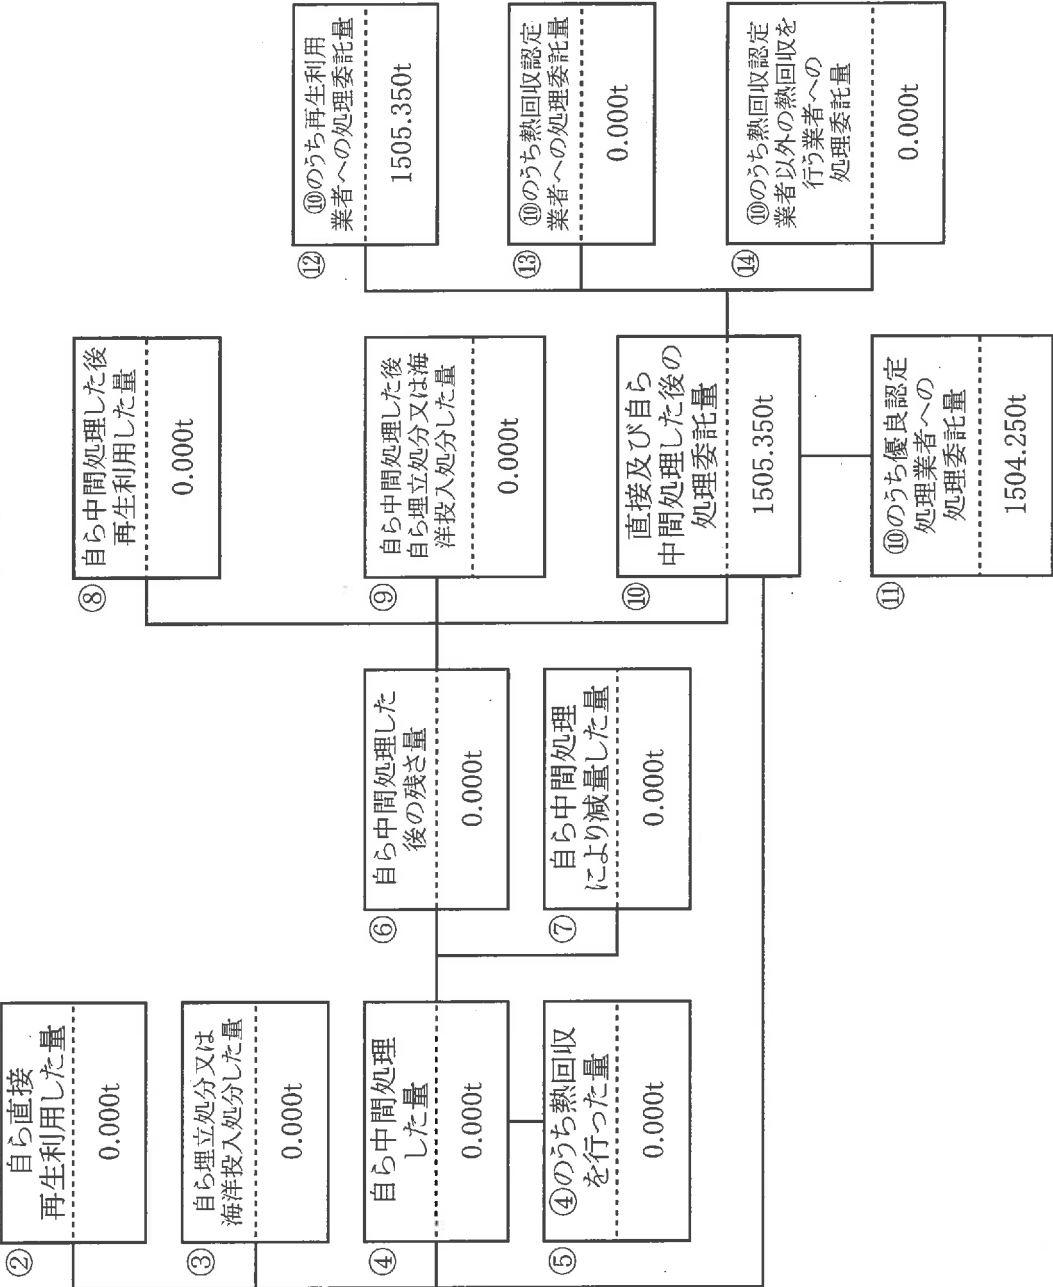 ②
自ら直接
再生利用した量
0.000t
③
自ら埋立処分又は
海洋投入処分した量
0.000t
④
自ら中間処理
した量
0.000t
⑤
④のうち熱回収
を行った量
0.000t
⑥
自ら中間処理した
後の残さ量
0.000t
⑦
自ら中間処理
により減量した量
0.000t
⑧
自ら中間処理した後
再生利用した量
0.000t
⑨
自ら中間処理した後
自ら埋立処分又は海
洋投入処分した量
0.000t
⑩
直接及び自ら
中間処理した後の
処理委託量
1505.350t
⑪
⑩のうち優良認定
処理業者への
処理委託量
1504.250t
⑫
⑩のうち再生利用
業者への処理委託量
1505.350t
⑬
⑩のうち熱回収認定
業者への処理委託量
0.000t
⑭
⑩のうち熱回収認定
業者以外の熱回収を
行う業者への
処理委託量
0.000t